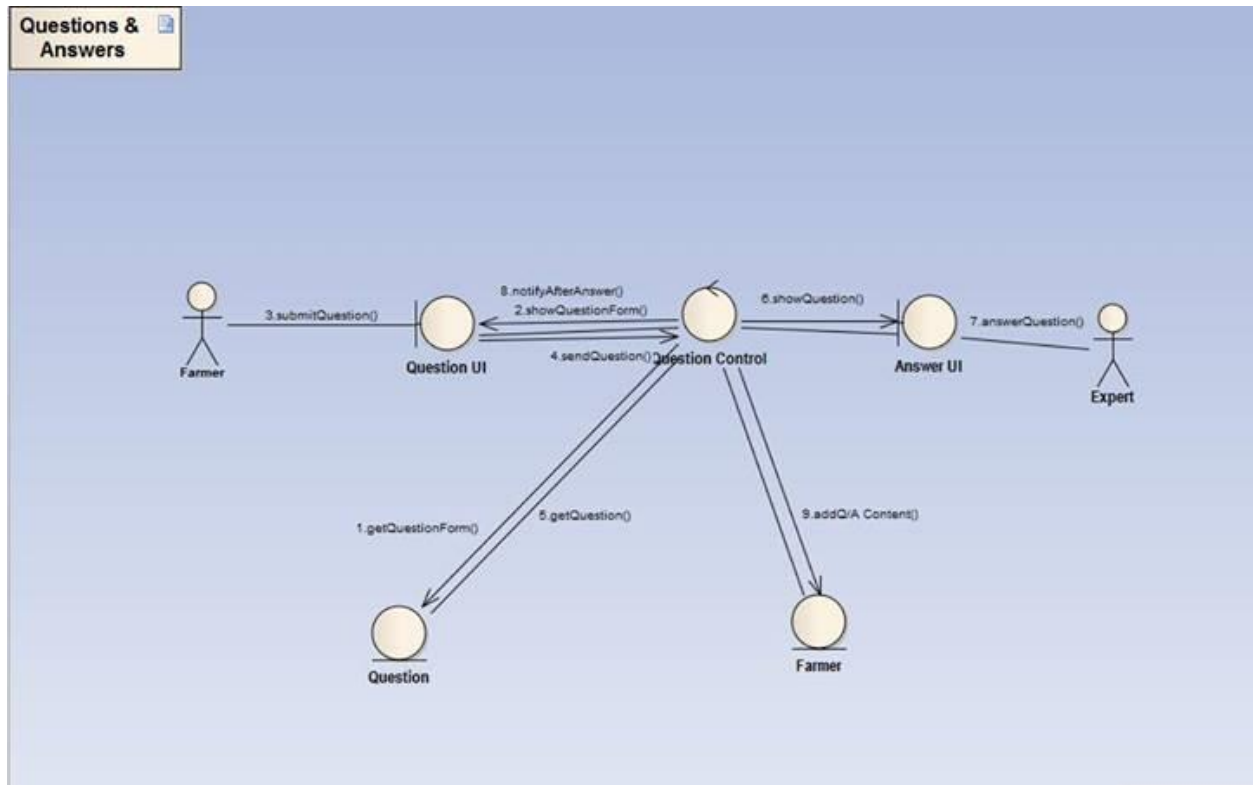 Questions &
Answers
8.notifyAfterAnswer()
2.showQuestionForm()
6.showQuestion()
3.submitQuestion()
7.answerQuestion()
4.sendQuestion()
Question Control
Question UI
Answer UI
Farmer
Expert
9.addQ/A Content()
5.getQuestion()
1.getQuestionForm()
Farmer
Question